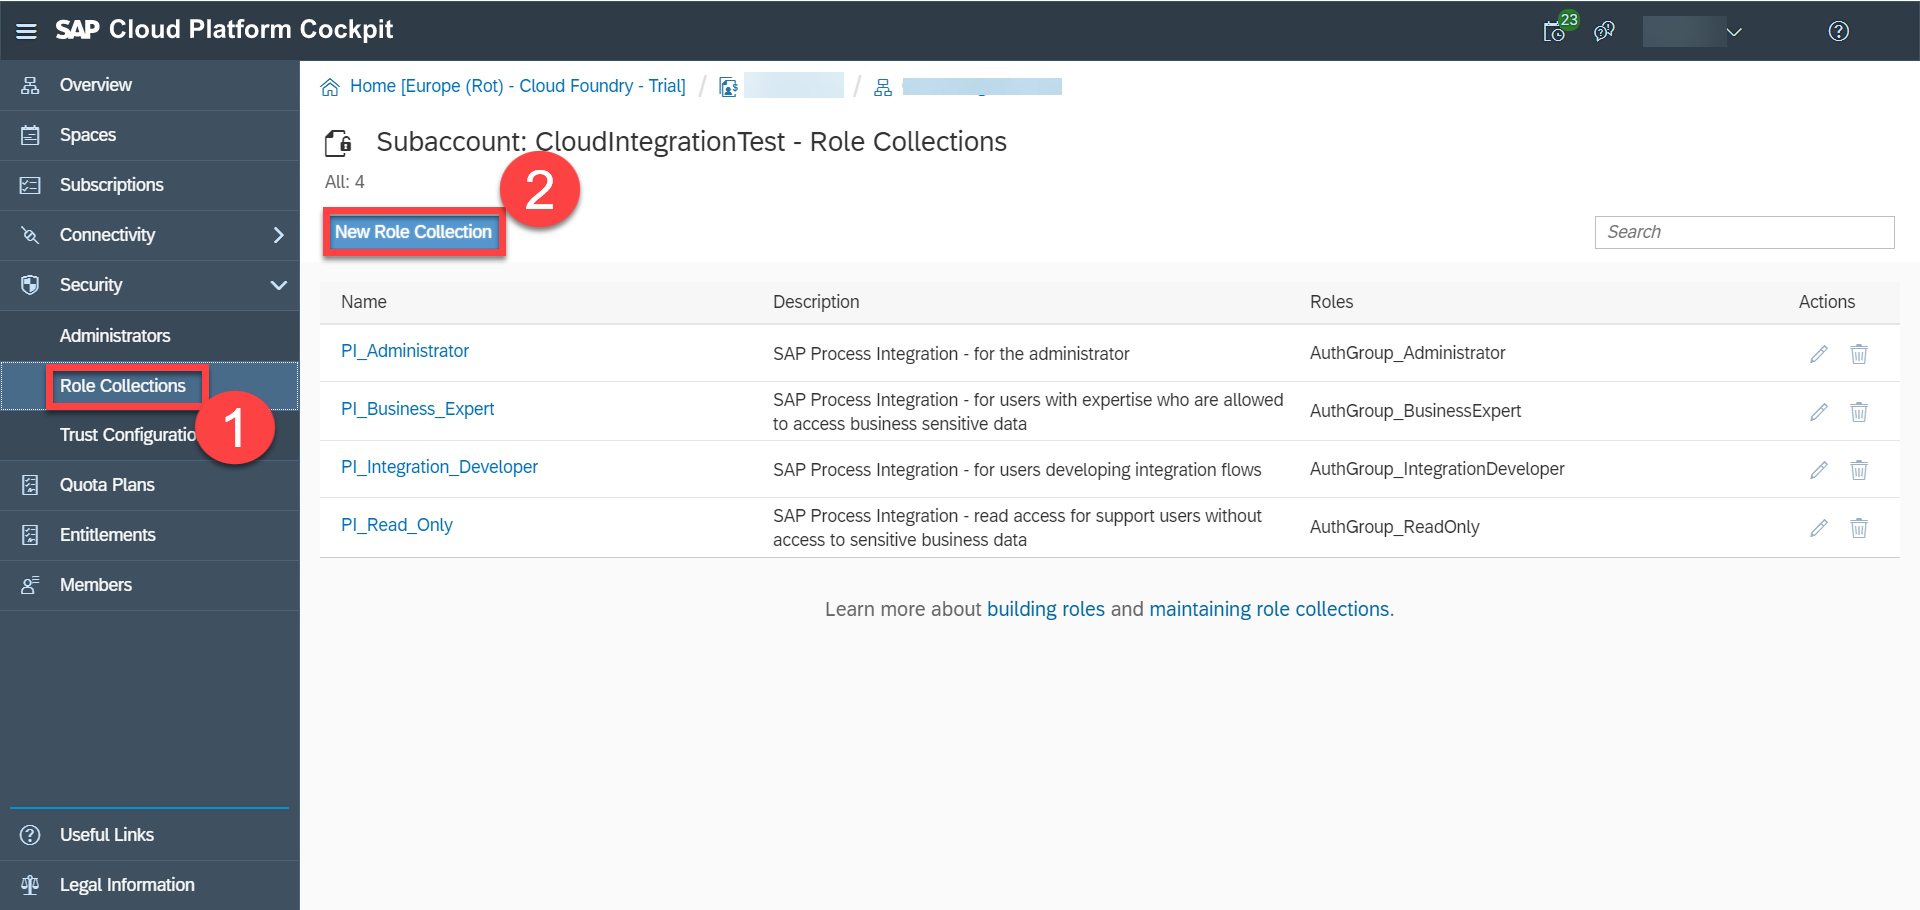 SAP Cloud Platform Cockpit
23
Overview
Spaces
Subscriptions
Connectivity
Security
Administrators
Role Collections
1
Trust Configuratio
Quota Plans
Entitlements
Members
Useful Links
Legal Information
Home [Europe (Rot) - Cloud Foundry - Trial] / /
Subaccount: CloudIntegrationTest - Role Collections
All: 4
2
New Role Collection
Search
Name Description Roles Actions
PI_Administrator SAP Process Integration - for the administrator AuthGroup_Administrator
PI_Business_Expert SAP Process Integration - for users with expertise who are allowed
to access business sensitive data AuthGroup_BusinessExpert
PI_Integration_Developer SAP Process Integration - for users developing integration flows AuthGroup_IntegrationDeveloper
PI_Read_Only SAP Process Integration - read access for support users without
access to sensitive business data AuthGroup_ReadOnly
Learn more about building roles and maintaining role collections.